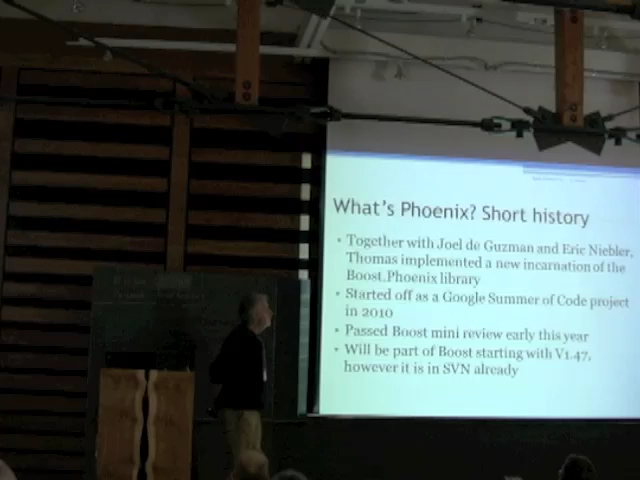 What's Phoenix? Short history
• Together with Joel de Guzman and Eric Niebler,
Thomas implemented a new incarnation of the
Boost.Phoenix library
• Started off as a Google Summer of Code project
in 2010
• Passed Boost mini review early this year
• Will be part of Boost starting with V1.47,
however it is in SVN already